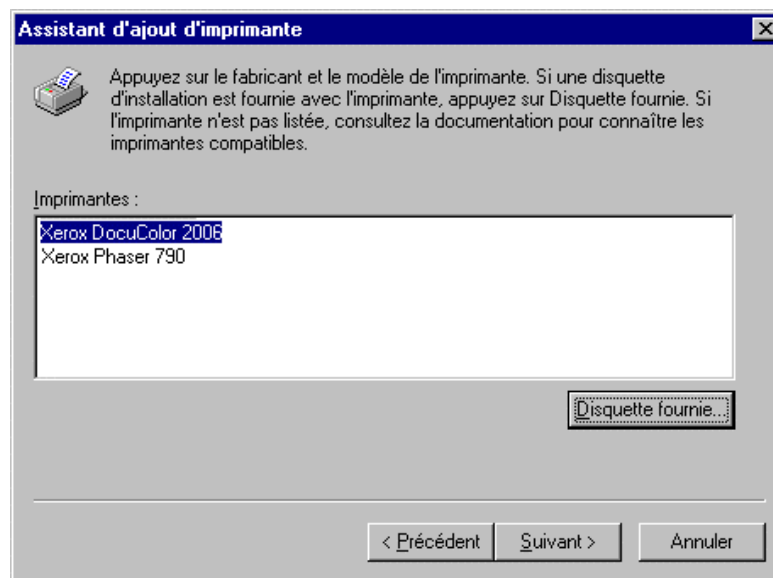 Assistant d'ajout d'imprimante
Appuyez sur le fabricant et le modèle de l'imprimante. Si une disquette
d'installation est fournie avec l'imprimante, appuyez sur Disquette fournie. Si
l'imprimante n'est pas listée, consultez la documentation pour connaître les
imprimantes compatibles.
Imprimantes :
Xerox DocuColor 2006
Xerox Phaser 790
Disquette fournie...
< Précédent
Suivant >
Annuler